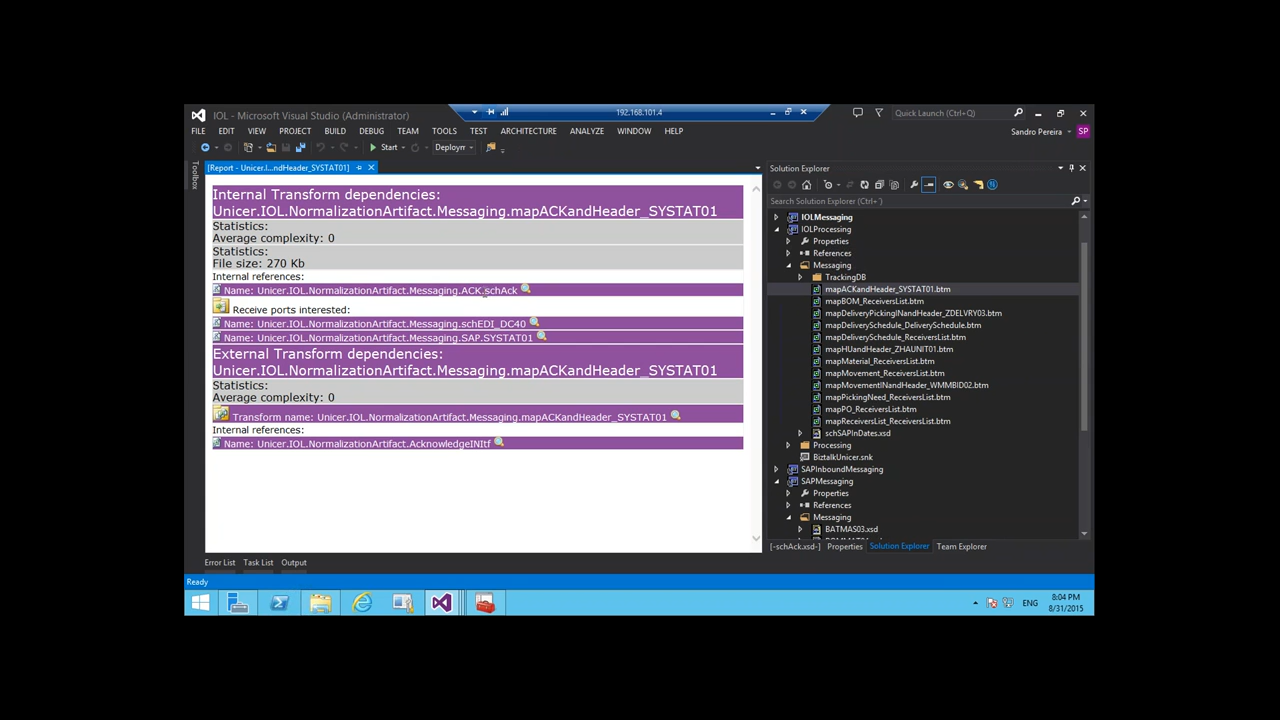 IOL - Microsoft Visual Studio (Administrator)
192.168.101.4
Quick Launch (Ctrl+Q)
FILE EDIT VIEW PROJECT BUILD DEBUG TEAM TOOLS TEST ARCHITECTURE ANALYZE WINDOW HELP
Sandro Pereira SP
Start Deployrr
Toolbox
[Report - Unicer.I...ndHeader_SYSTAT01]
Internal Transform dependencies:
Unicer.IOL.NormalizationArtifact.Messaging.mapACKandHeader_SYSTAT01
Statistics:
Average complexity: 0
Statistics:
File size: 270 Kb
Internal references:
Name: Unicer.IOL.NormalizationArtifact.Messaging.ACK.schAck
Receive ports interested:
Name: Unicer.IOL.NormalizationArtifact.Messaging.schEDI_DC40
Name: Unicer.IOL.NormalizationArtifact.Messaging.SAP.SYSTAT01
External Transform dependencies:
Unicer.IOL.NormalizationArtifact.Messaging.mapACKandHeader_SYSTAT01
Statistics:
Average complexity: 0
Transform name: Unicer.IOL.NormalizationArtifact.Messaging.mapACKandHeader_SYSTAT01
Internal references:
Name: Unicer.IOL.NormalizationArtifact.AcknowledgeINItf
Solution Explorer
Search Solution Explorer (Ctrl+ˇ)
IOLMessaging
IOLProcessing
Properties
References
Messaging
TrackingDB
mapACKandHeader_SYSTAT01.btm
mapBOM_ReceiversList.btm
mapDeliveryPickingINandHeader_ZDELVRY03.btm
mapDeliverySchedule_DeliverySchedule.btm
mapDeliverySchedule_ReceiversList.btm
mapHUandHeader_ZHAUNIT01.btm
mapMaterial_ReceiversList.btm
mapMovement_ReceiversList.btm
mapMovementINandHeader_WMMBID02.btm
mapPickingNeed_ReceiversList.btm
mapPO_ReceiversList.btm
mapReceiversList_ReceiversList.btm
schSAPInDates.xsd
Processing
BiztalkUnicer.snk
SAPInboundMessaging
SAPMessaging
Properties
References
Messaging
BATMAS03.xsd
[-schAck.xsd-] Properties Solution Explorer Team Explorer
Error List Task List Output
Ready
ENG
8:04 PM
8/31/2015